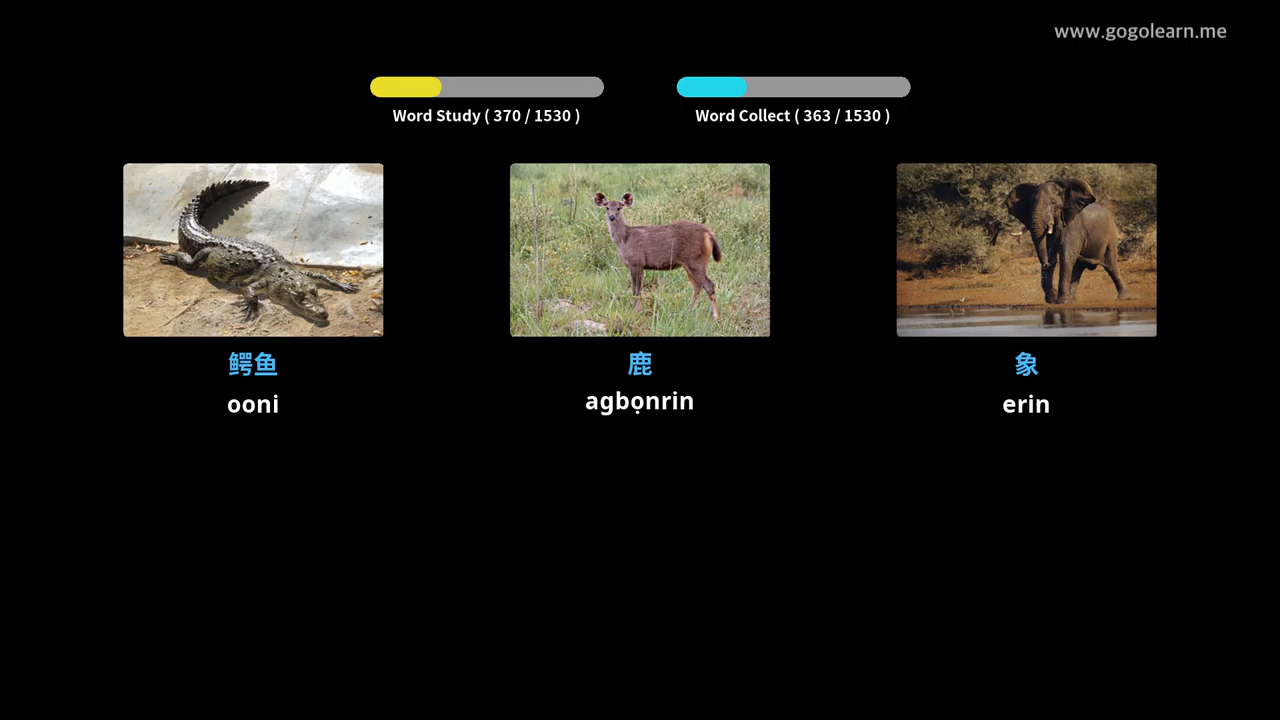 www.gogolearn.me
Word Study ( 370 / 1530 )
Word Collect ( 363 / 1530 )
鳄鱼
鹿
象
ooni
agbọnrin
erin